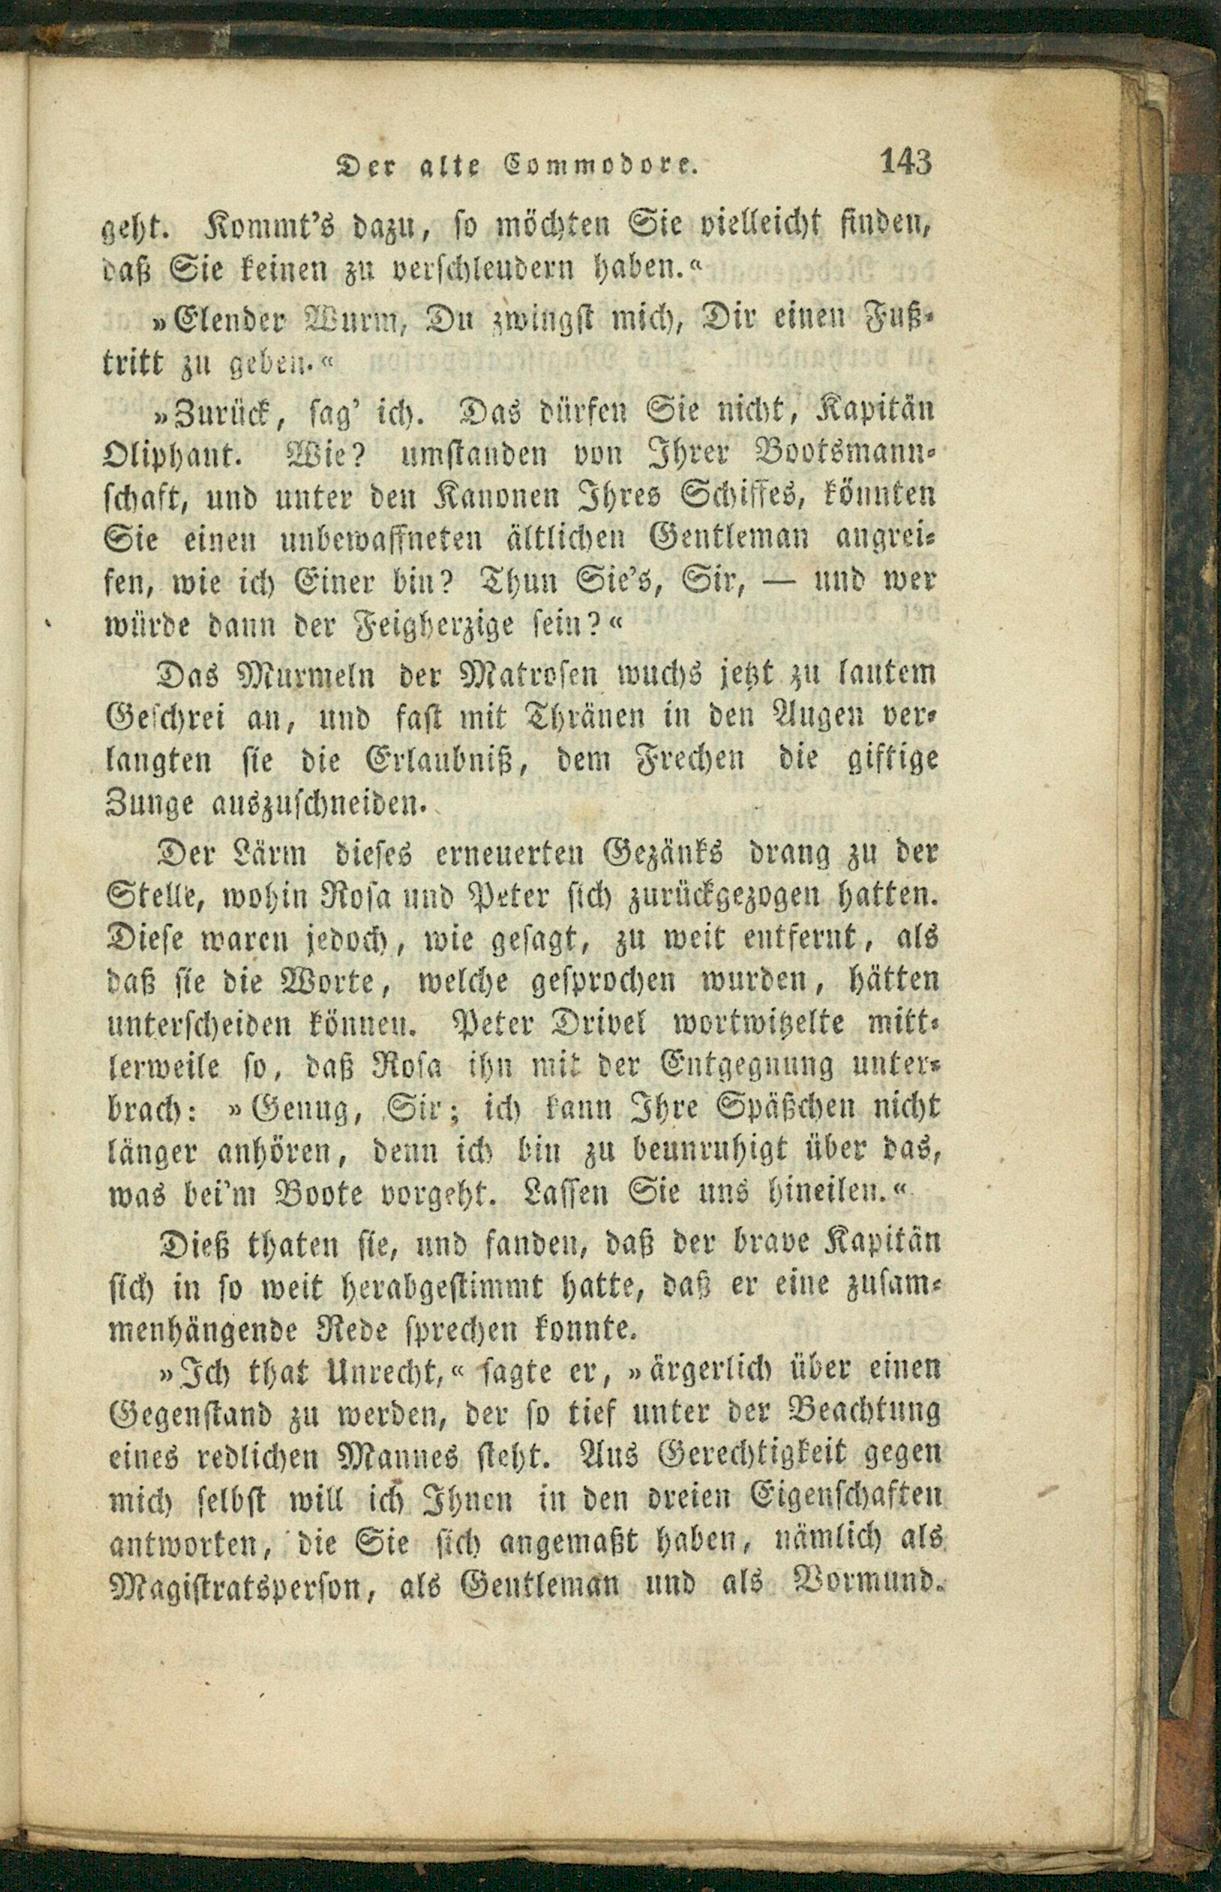 Der alte Commodore. 143
geht. Kommt's dazu, so möchten Sie vielleicht finden,
daß Sie keinen zu verschleudern haben.“
»Elender Wurm, Du zwingst mich, Dir einen Fuß-
tritt zu geben.“
»Zurück, sag' ich. Das dürfen Sie nicht, Kapitän
Oliphant. Wie? umstanden von Ihrer Bootsmann-
schaft, und unter den Kanonen Ihres Schiffes, könnten
Sie einen unbewaffneten ältlichen Gentleman angrei-
fen, wie ich Einer bin? Thun Sie's, Sir, — und wer
würde dann der Feigherzige sein?“
Das Murmeln der Matrosen wuchs jetzt zu lautem
Geschrei an, und fast mit Thränen in den Augen ver-
langten sie die Erlaubniß, dem Frechen die giftige
Zunge auszuschneiden.
Der Lärm dieses erneuerten Gezänks drang zu der
Stelle, wohin Rosa und Peter sich zurückgezogen hatten.
Diese waren jedoch, wie gesagt, zu weit entfernt, als
daß sie die Worte, welche gesprochen wurden, hätten
unterscheiden können. Peter Drivel wortwitzelte mitt-
lerweile so, daß Rosa ihn mit der Entgegnung unter-
brach: »Genug, Sir; ich kann Ihre Späßchen nicht
länger anhören, denn ich bin zu beunruhigt über das,
was bei'm Boote vorgeht. Lassen Sie uns hineilen.“
Dieß thaten sie, und fanden, daß der brave Kapitän
sich in so weit herabgestimmt hatte, daß er eine zusam-
menhängende Rede sprechen konnte.
»Ich that Unrecht,“ sagte er, »ärgerlich über einen
Gegenstand zu werden, der so tief unter der Beachtung
eines redlichen Mannes steht. Aus Gerechtigkeit gegen
mich selbst will ich Ihnen in den dreien Eigenschaften
antworten, die Sie sich angemaßt haben, nämlich als
Magistratsperson, als Gentleman und als Vormund.